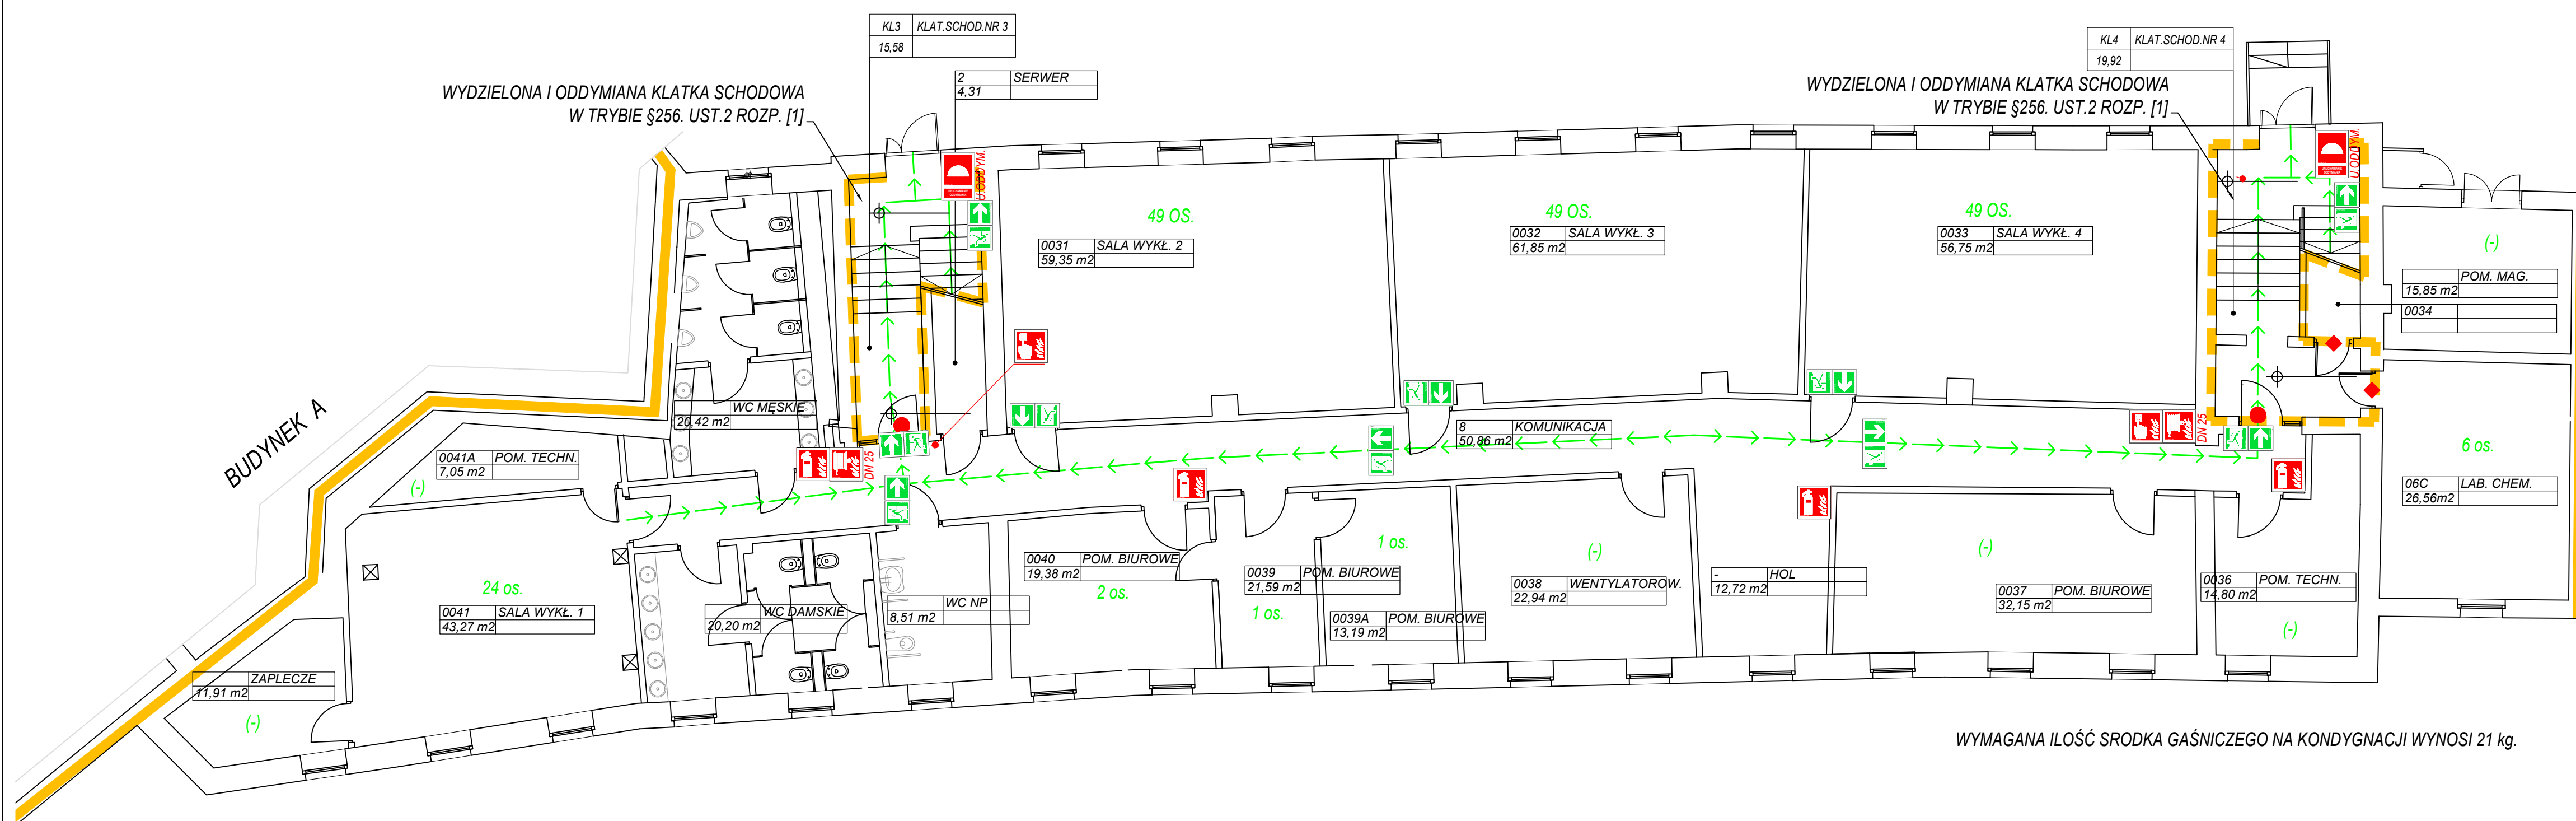 KL3 KLAT.SCHOD.NR 3
15,58
2 SERWER
4,31
WYDZIELONA I ODDYMIANA KLATKA SCHODOWA
W TRYBIE §256. UST.2 ROZP. [1]
KL4 KLAT.SCHOD.NR 4
19,92
WYDZIELONA I ODDYMIANA KLATKA SCHODOWA
W TRYBIE §256. UST.2 ROZP. [1]
U.ODDYM.
U.ODDYM.
49 OS.
0031 SALA WYKŁ. 2
59,35 m2
49 OS.
0032 SALA WYKŁ. 3
61,85 m2
49 OS.
0033 SALA WYKŁ. 4
56,75 m2
(-)
POM. MAG.
15,85 m2
0034
BUDYNEK A
WC MĘSKIE
20,42 m2
0041A POM. TECHN.
7,05 m2
(-)
DN 25
8 KOMUNIKACJA
50,86 m2
DN 25
6 os.
06C LAB. CHEM.
26,56m2
24 os.
0041 SALA WYKŁ. 1
43,27 m2
WC DAMSKIE
20,20 m2
WC NP
8,51 m2
0040 POM. BIUROWE
19,38 m2
2 os.
0039 POM. BIUROWE
21,59 m2
1 os.
1 os.
0039A POM. BIUROWE
13,19 m2
(-)
0038 WENTYLATOROW.
22,94 m2
- HOL
12,72 m2
(-)
0037 POM. BIUROWE
32,15 m2
0036 POM. TECHN.
14,80 m2
(-)
ZAPLECZE
11,91 m2
(-)
WYMAGANA ILOŚĆ SRODKA GAŚNICZEGO NA KONDYGNACJI WYNOSI 21 kg.